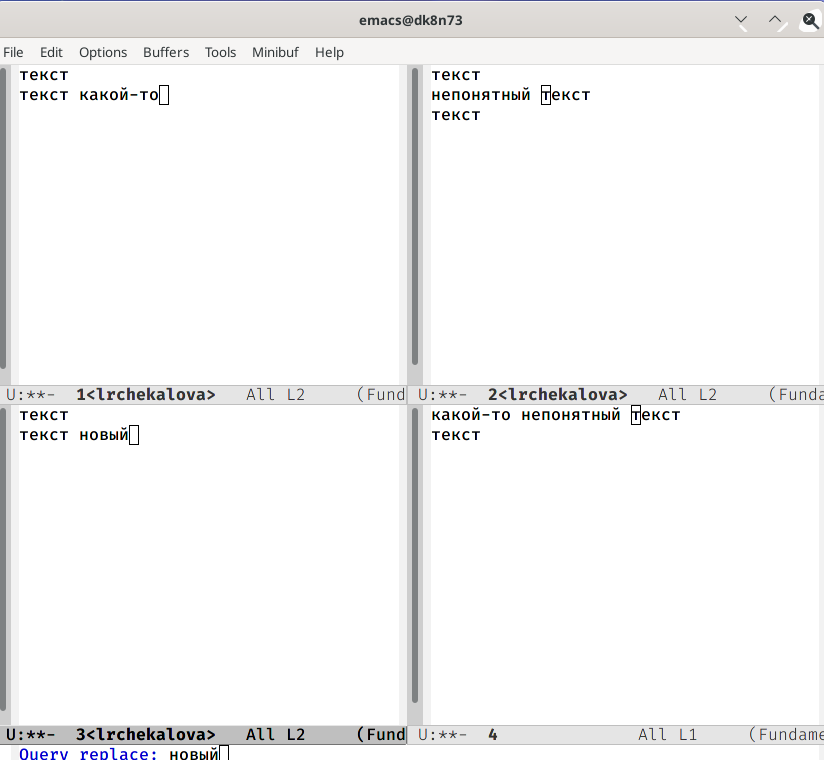 emacs@dk8n73
File Edit Options Buffers Tools Minibuf Help
текст
текст какой-то
U:**-  1<lrchekalova>   All L2     (Fund
текст
непонятный текст
текст
U:**-  2<lrchekalova>   All L2     (Funda
текст
текст новый
U:**-  3<lrchekalova>   All L2     (Fund
какой-то непонятный текст
текст
U:**-  4              All L1     (Fundame
Query replace: новый